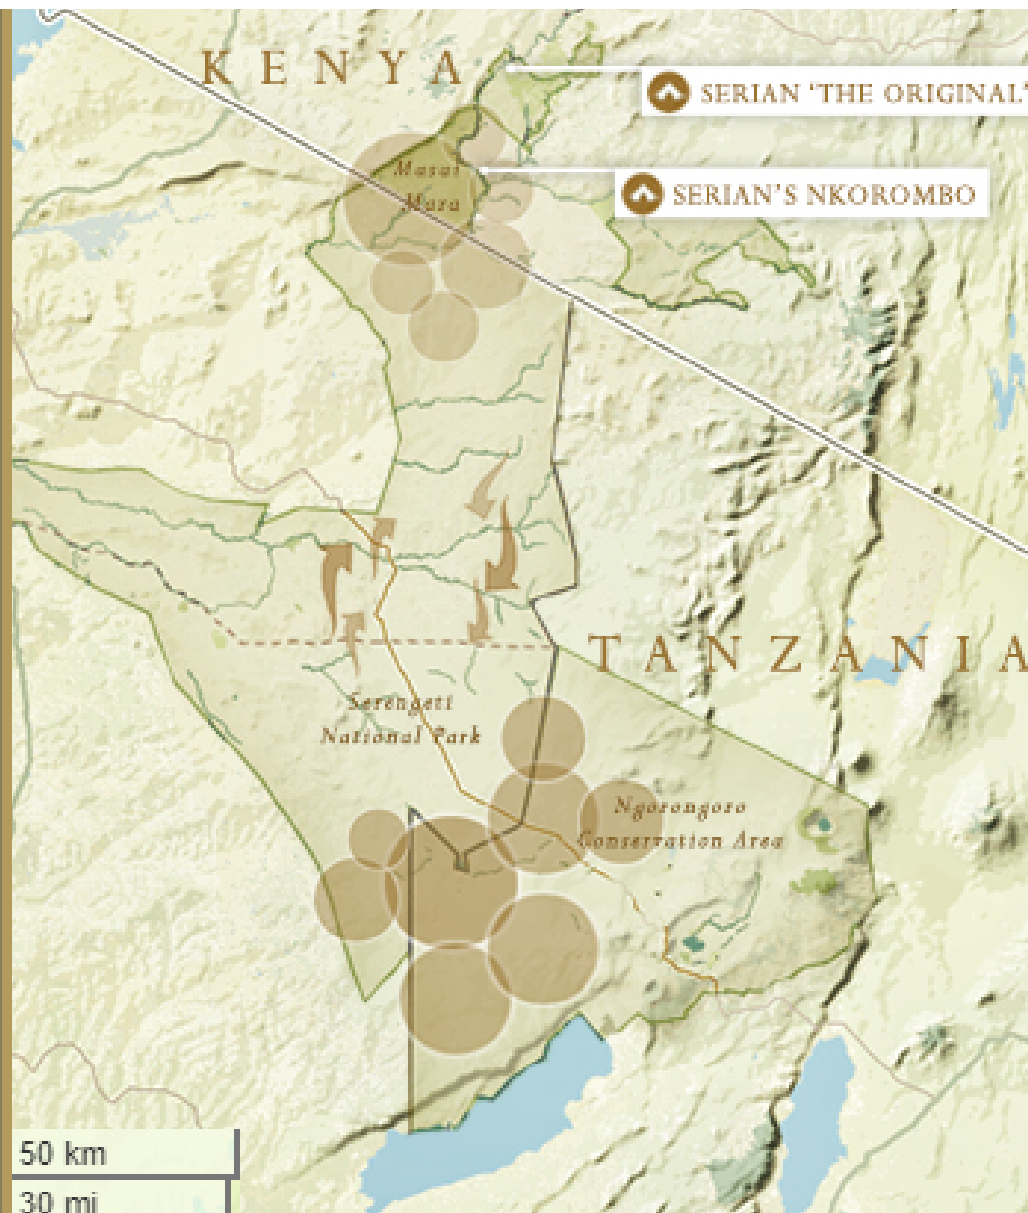 KENYA
SERIAN 'THE ORIGINAL'
Masai
Mara
SERIAN'S NKOROMBO
TANZANIA
Serengeti
National Park
Ngorongoro
Conservation Area
50 km
30 mi